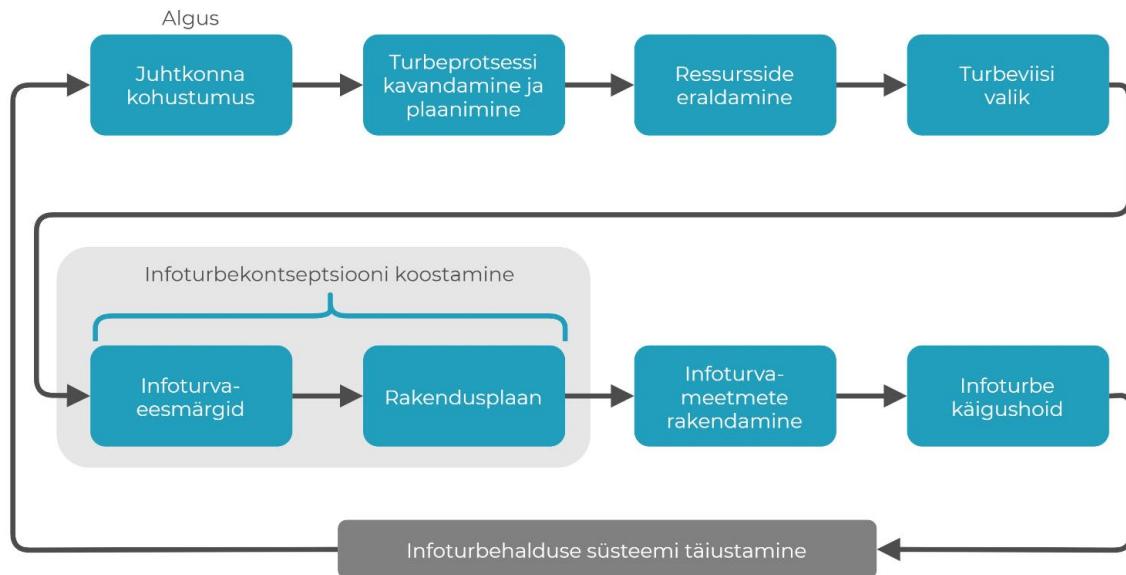 Algus
Juhtkonna
kohustumus
Turbeprotsessi
kavandamine ja
plaanimine
Ressursside
eraldamine
Turbeviisi
valik
Infoturbekontseptsiooni koostamine
Infoturva-
eesmärgid
Rakendusplaan
Infoturva-
meetmete
rakendamine
Infoturbe
käigushoid
Infoturbehalduse süsteemi täiustamine